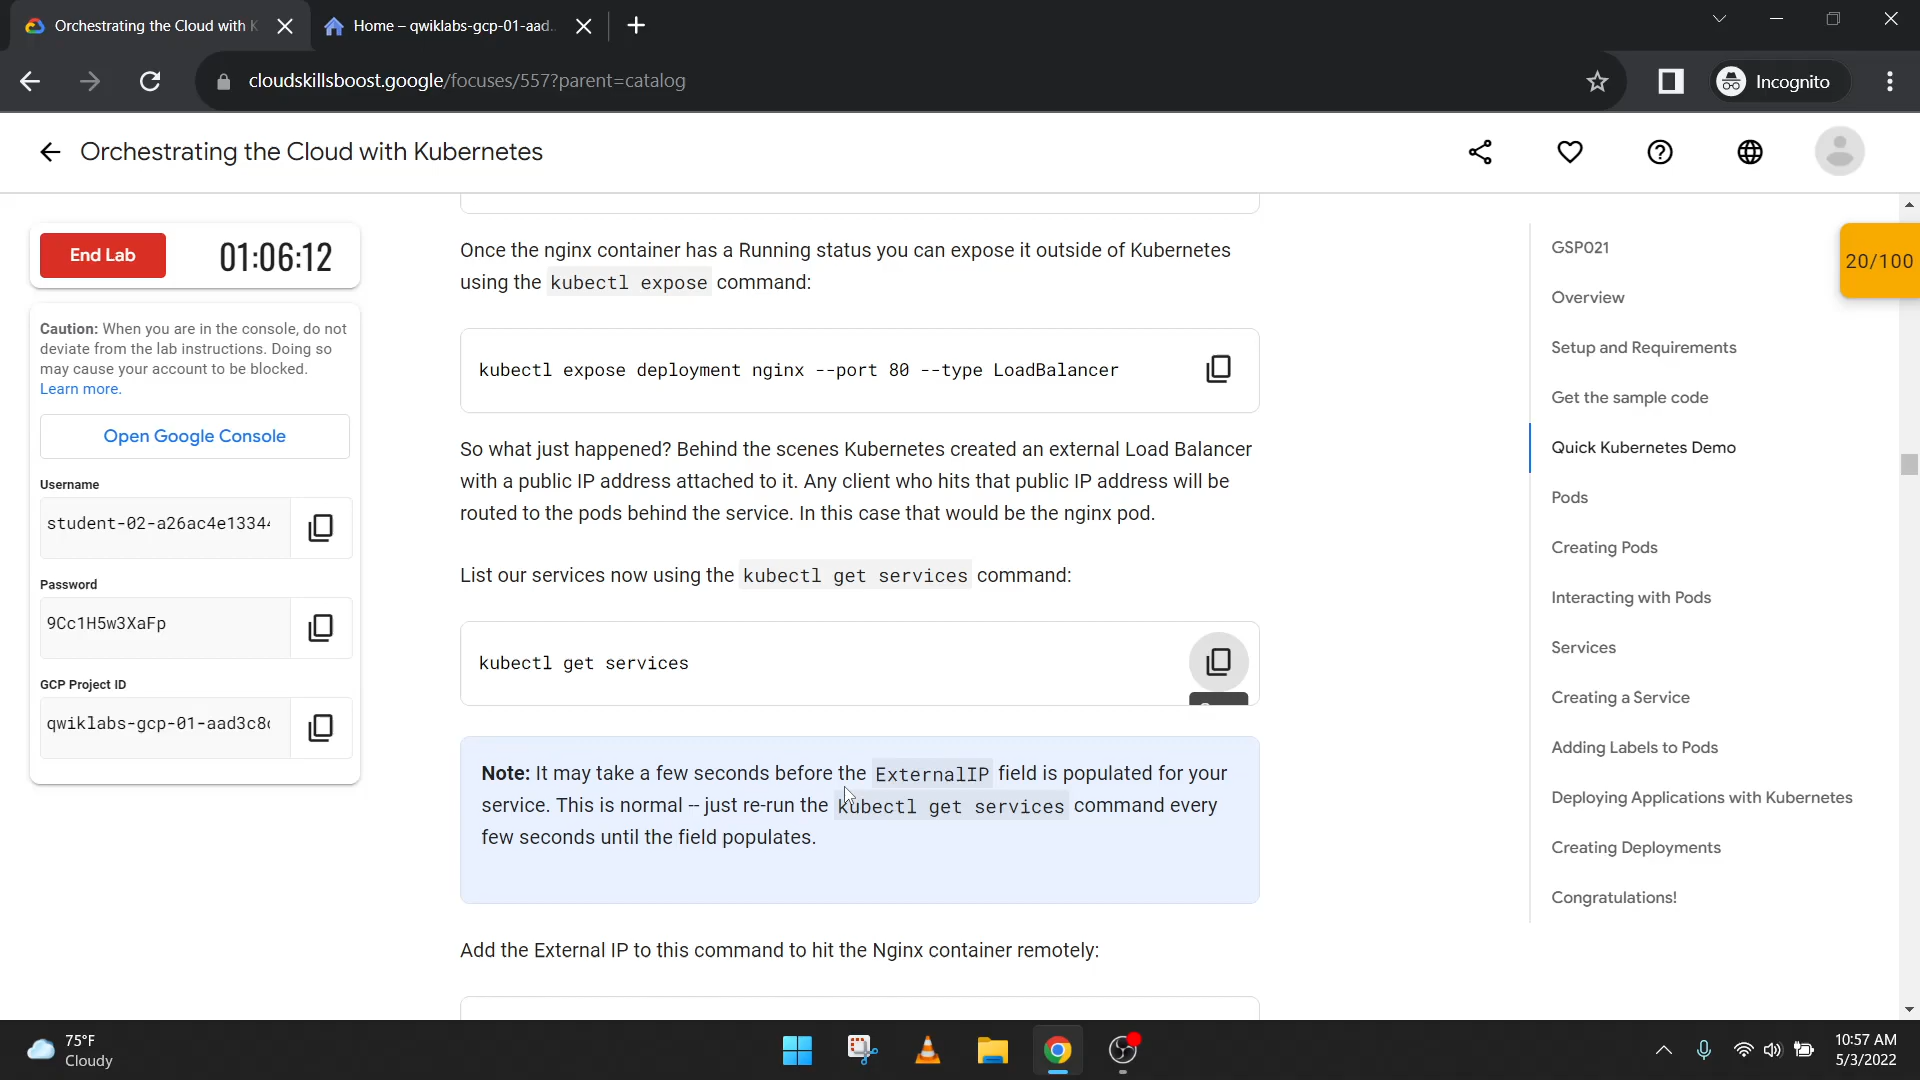 Orchestrating the Cloud with K
Home – qwiklabs-gcp-01-aad..
cloudskillsboost.google/focuses/557?parent=catalog
Incognito
Orchestrating the Cloud with Kubernetes
End Lab
01:06:12
Caution: When you are in the console, do not
deviate from the lab instructions. Doing so
may cause your account to be blocked.
Learn more.
Open Google Console
Username
student-02-a26ac4e1334
Password
9Cc1H5w3XaFp
GCP Project ID
qwiklabs-gcp-01-aad3c8
Once the nginx container has a Running status you can expose it outside of Kubernetes
using the kubectl expose command:
kubectl expose deployment nginx --port 80 --type LoadBalancer
So what just happened? Behind the scenes Kubernetes created an external Load Balancer
with a public IP address attached to it. Any client who hits that public IP address will be
routed to the pods behind the service. In this case that would be the nginx pod.
List our services now using the kubectl get services command:
kubectl get services
Note: It may take a few seconds before the ExternalIP field is populated for your
service. This is normal -- just re-run the kubectl get services command every
few seconds until the field populates.
Add the External IP to this command to hit the Nginx container remotely:
GSP021
Overview
Setup and Requirements
Get the sample code
Quick Kubernetes Demo
Pods
Creating Pods
Interacting with Pods
Services
Creating a Service
Adding Labels to Pods
Deploying Applications with Kubernetes
Creating Deployments
Congratulations!
20/100
75°F
Cloudy
10:57 AM
5/3/2022